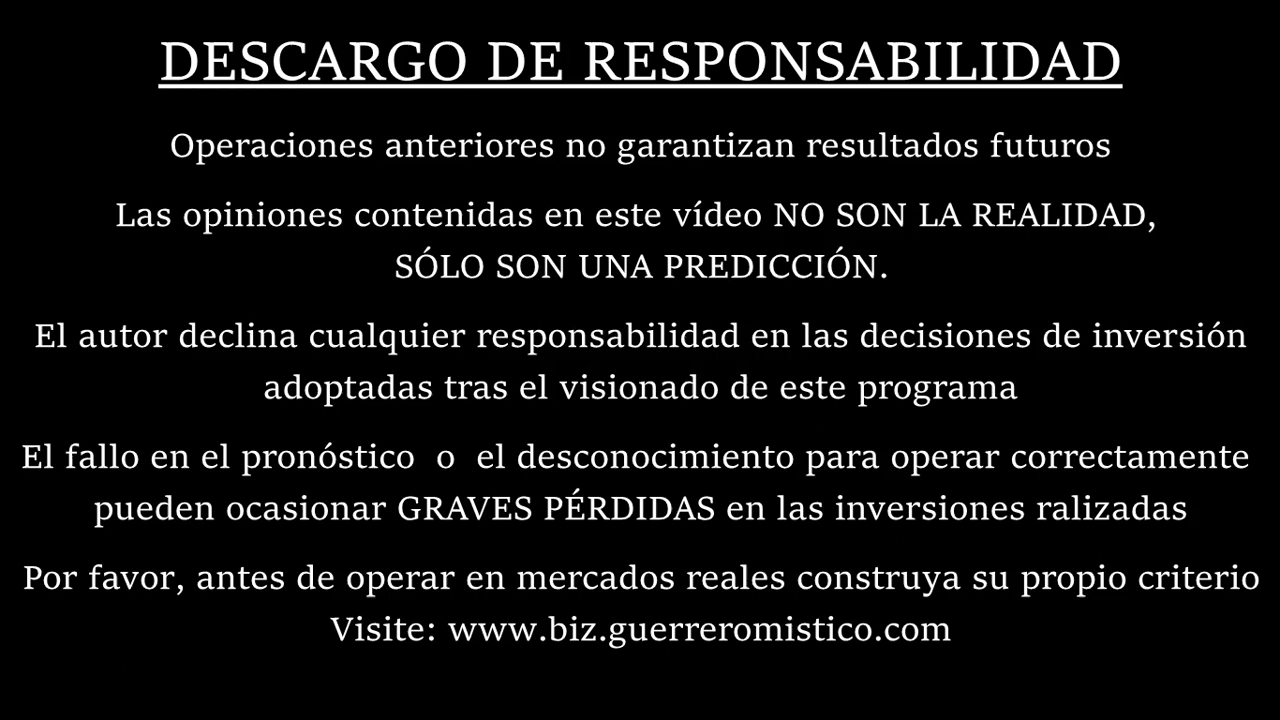 DESCARGO DE RESPONSABILIDAD
Operaciones anteriores no garantizan resultados futuros
Las opiniones contenidas en este vídeo NO SON LA REALIDAD,
SÓLO SON UNA PREDICCIÓN.
El autor declina cualquier responsabilidad en las decisiones de inversión
adoptadas tras el visionado de este programa
El fallo en el pronóstico  o  el desconocimiento para operar correctamente
pueden ocasionar GRAVES PÉRDIDAS en las inversiones ralizadas
Por favor, antes de operar en mercados reales construya su propio criterio
Visite: www.biz.guerreromistico.com